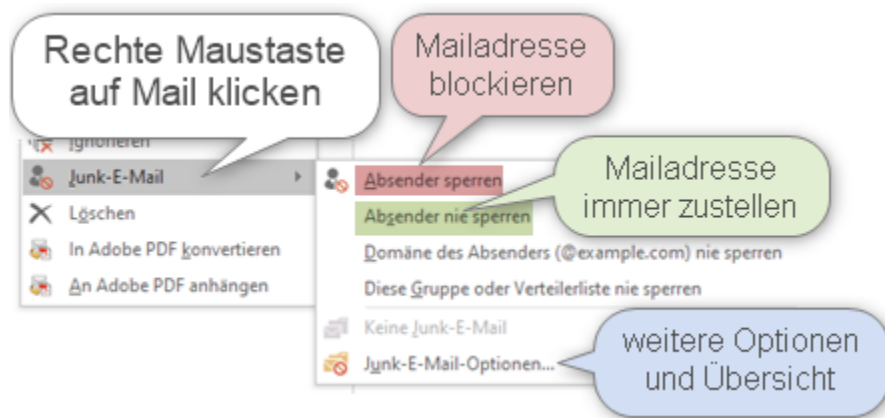 Rechte Maustaste
auf Mail klicken
Mailadresse
blockieren
Ignorieren
Junk-E-Mail
Absender sperren
Mailadresse
immer zustellen
Löschen
Absender nie sperren
In Adobe PDF konvertieren
Domäne des Absenders (@example.com) nie sperren
An Adobe PDF anhängen
Diese Gruppe oder Verteilerliste nie sperren
Keine Junk-E-Mail
Junk-E-Mail-Optionen...
weitere Optionen
und Übersicht